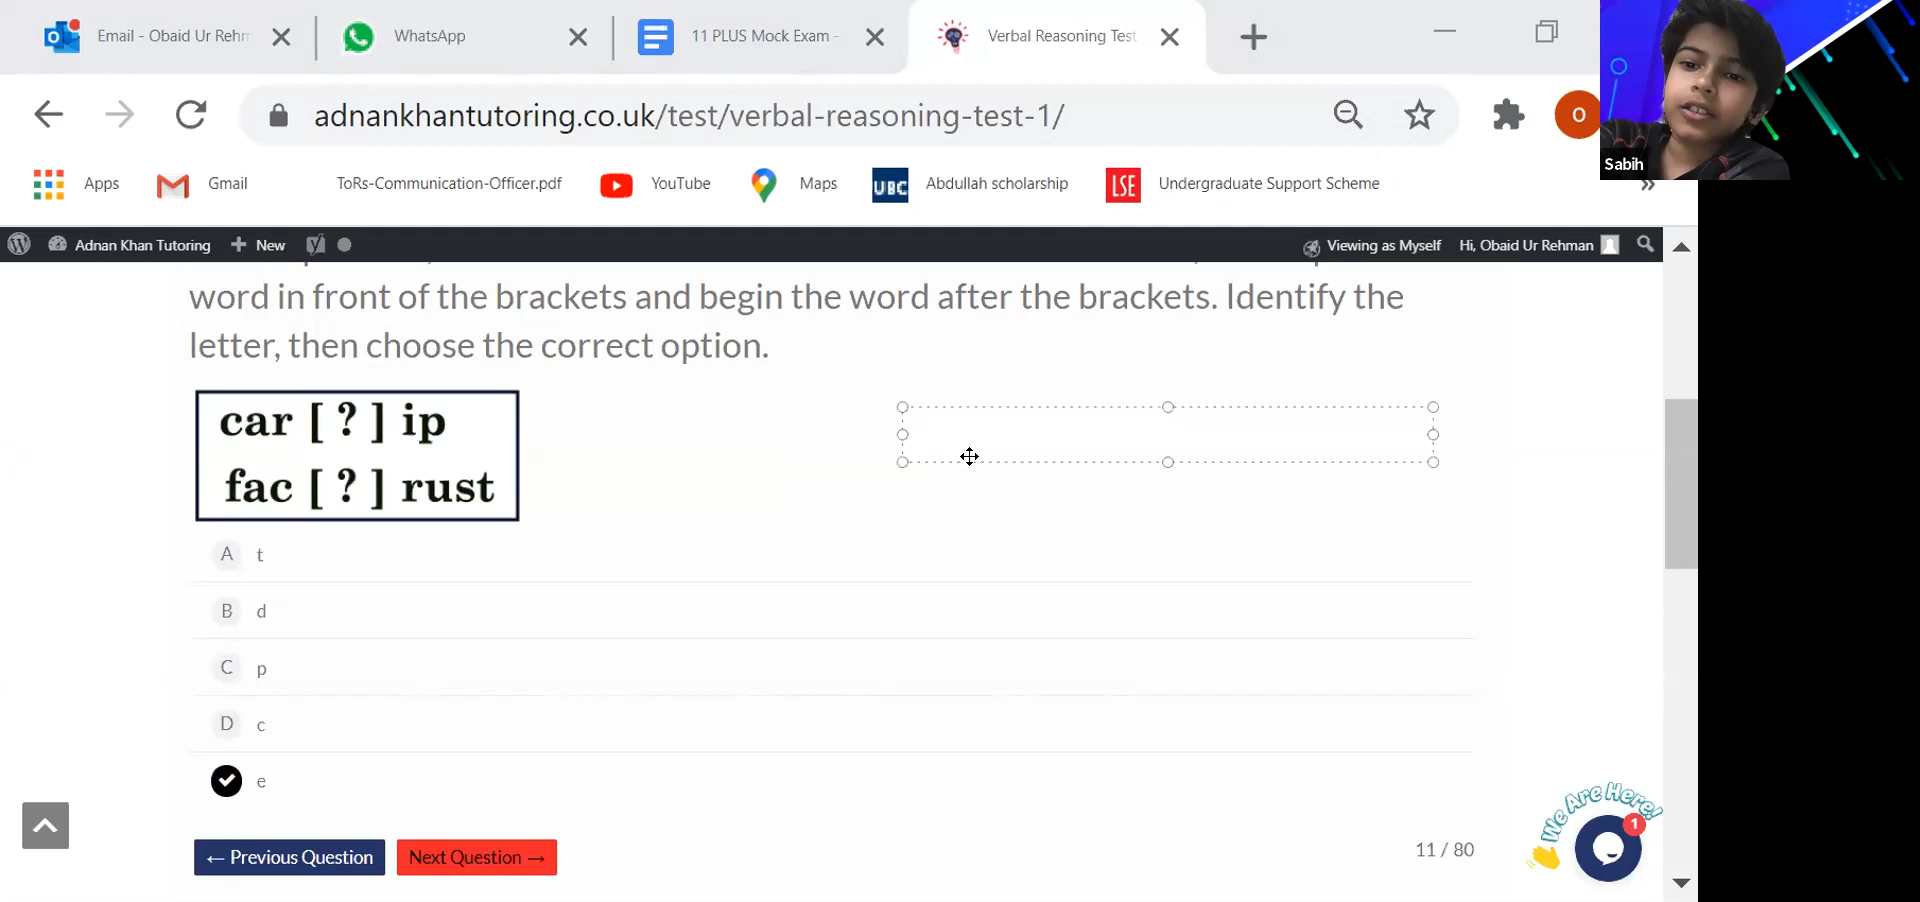 Email - Obaid Ur Rehm
WhatsApp
11 PLUS Mock Exam -
Verbal Reasoning Test
adnankhantutoring.co.uk/test/verbal-reasoning-test-1/
O
Sabih
Apps
Gmail
ToRs-Communication-Officer.pdf
YouTube
Maps
UBC
Abdullah scholarship
LSE
Undergraduate Support Scheme
»
Adnan Khan Tutoring
+ New
Viewing as Myself
Hi, Obaid Ur Rehman
word in front of the brackets and begin the word after the brackets. Identify the
letter, then choose the correct option.
car [ ? ] ip
fac [ ? ] rust
A t
B d
C p
D c
e
We Are Here!
1
← Previous Question
Next Question →
11 / 80